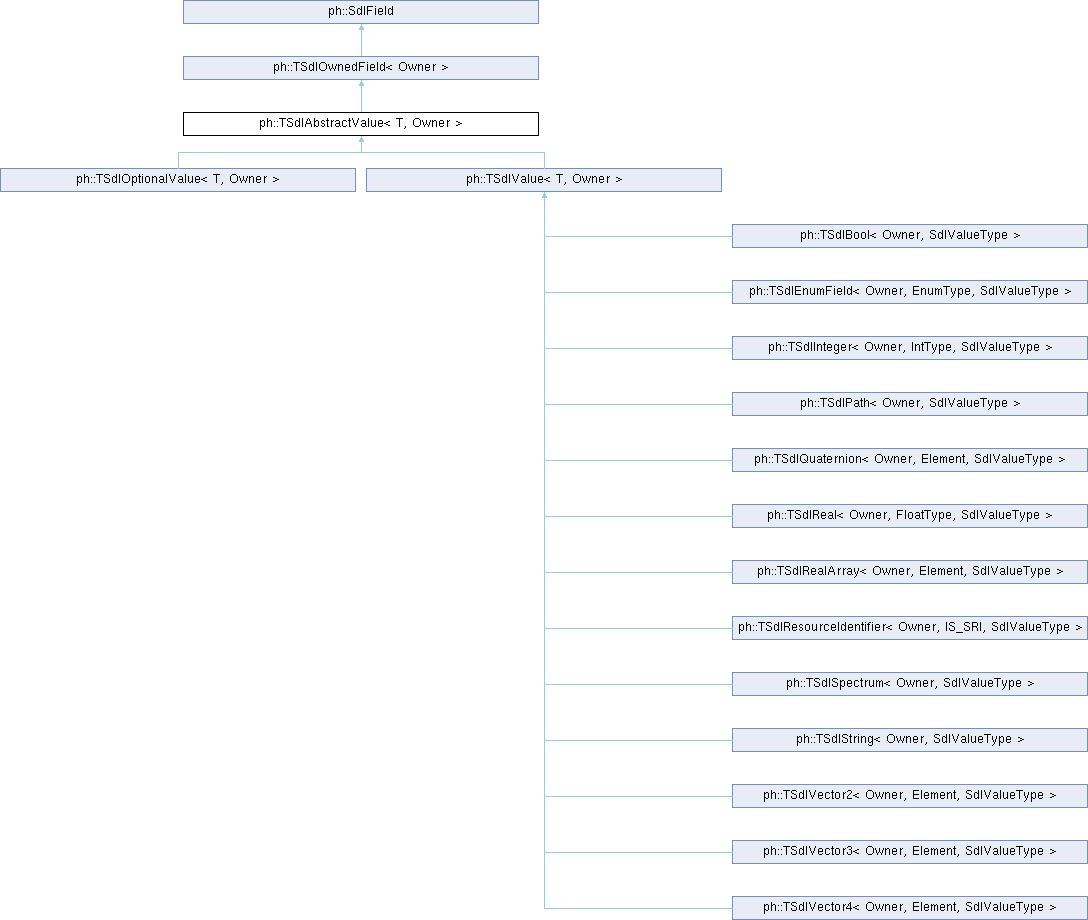 ph::SdlField
ph::TSdlOwnedField< Owner >
ph::TSdlAbstractValue< T, Owner >
ph::TSdlOptionalValue< T, Owner >
ph::TSdlValue< T, Owner >
ph::TSdlBool< Owner, SdlValueType >
ph::TSdlEnumField< Owner, EnumType, SdlValueType >
ph::TSdlInteger< Owner, IntType, SdlValueType >
ph::TSdlPath< Owner, SdlValueType >
ph::TSdlQuaternion< Owner, Element, SdlValueType >
ph::TSdlReal< Owner, FloatType, SdlValueType >
ph::TSdlRealArray< Owner, Element, SdlValueType >
ph::TSdlResourceIdentifier< Owner, IS_SRI, SdlValueType >
ph::TSdlSpectrum< Owner, SdlValueType >
ph::TSdlString< Owner, SdlValueType >
ph::TSdlVector2< Owner, Element, SdlValueType >
ph::TSdlVector3< Owner, Element, SdlValueType >
ph::TSdlVector4< Owner, Element, SdlValueType >